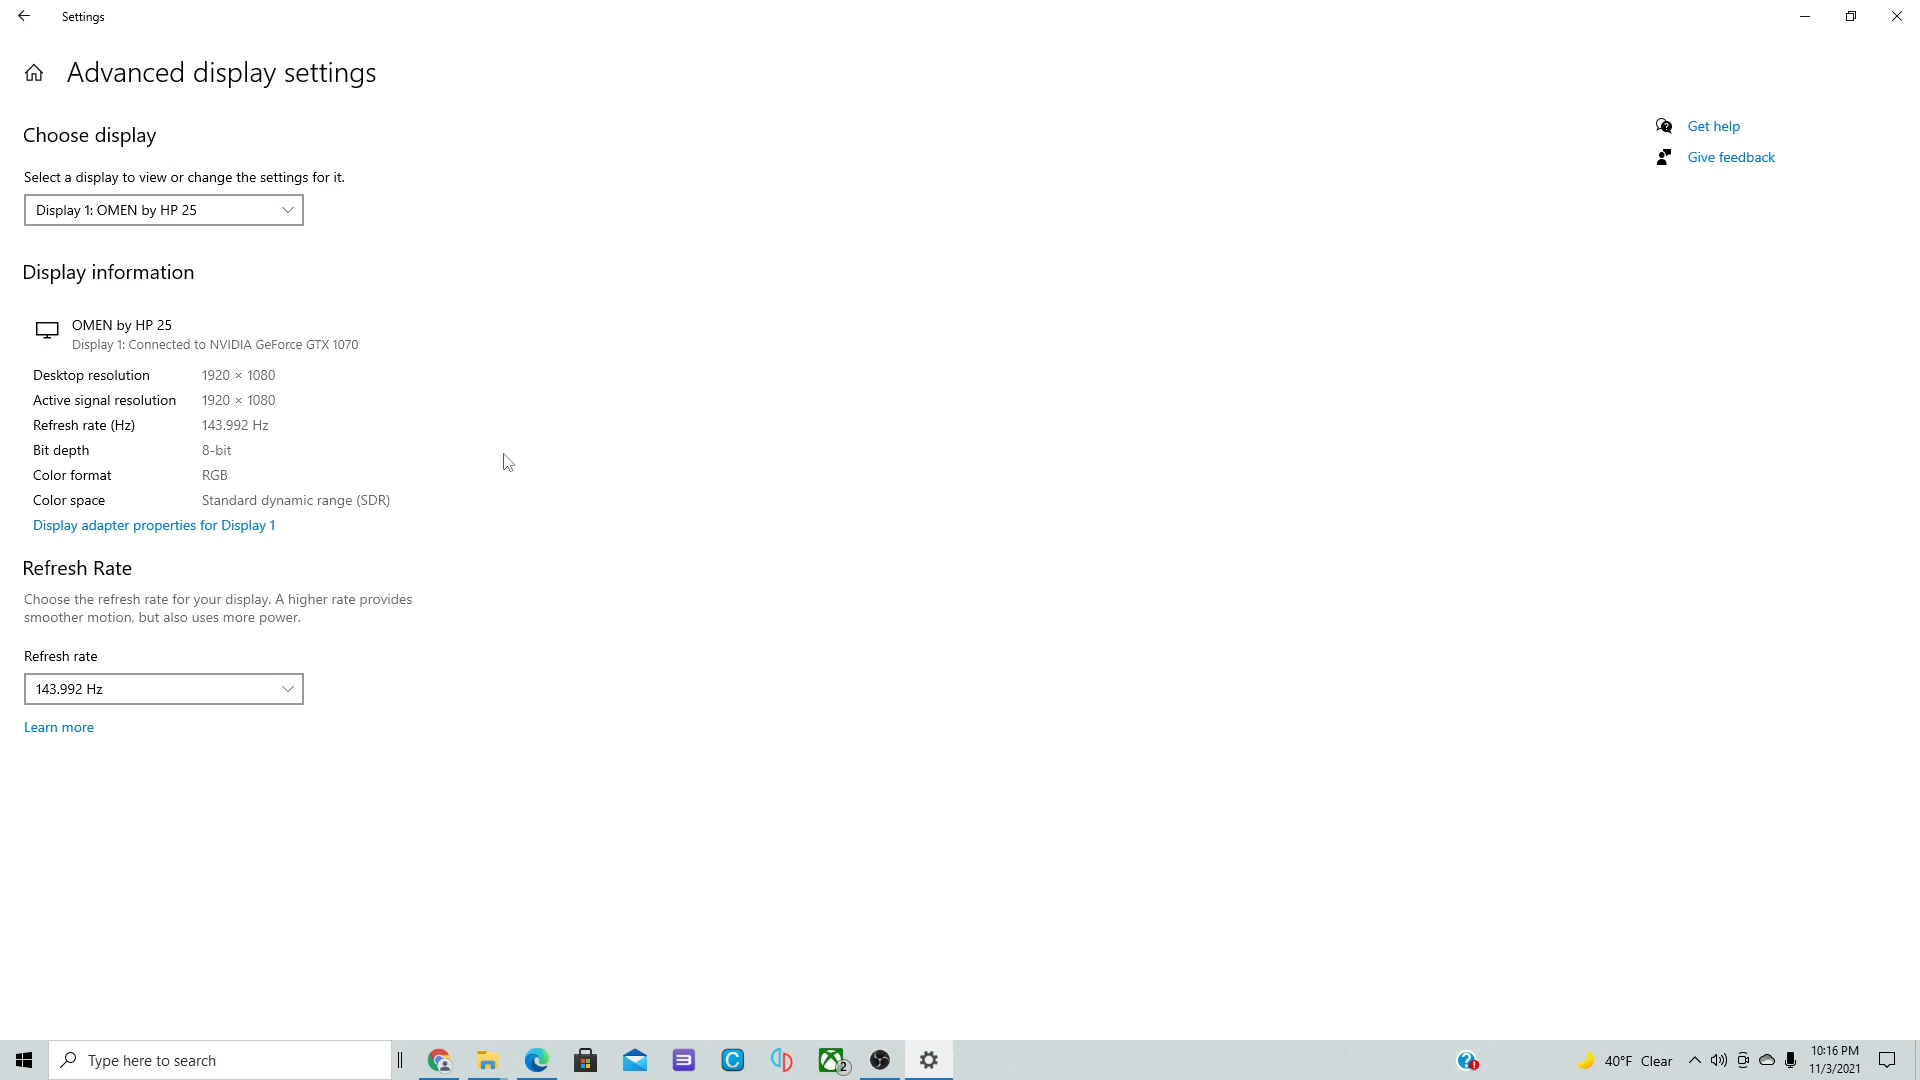 Settings
Advanced display settings
Choose display
Get help
Give feedback
Select a display to view or change the settings for it.
Display 1: OMEN by HP 25
Display information
OMEN by HP 25
Display 1: Connected to NVIDIA GeForce GTX 1070
Desktop resolution 1920 × 1080
Active signal resolution 1920 × 1080
Refresh rate (Hz) 143.992 Hz
Bit depth 8-bit
Color format RGB
Color space Standard dynamic range (SDR)
Display adapter properties for Display 1
Refresh Rate
Choose the refresh rate for your display. A higher rate provides
smoother motion, but also uses more power.
Refresh rate
143.992 Hz
Learn more
Type here to search
2
40°F Clear
10:16 PM
11/3/2021